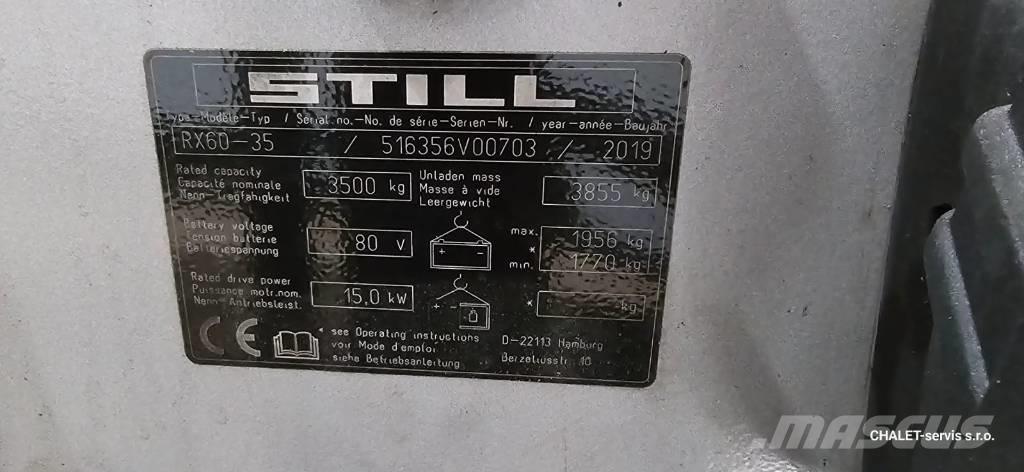 STILL
Type-Modèle-Typ / Serial no.-No. de série-Serien-Nr. / year-année-Baujahr
RX60-35 / 516356V00703 / 2019
Rated capacity
Capacité nominale
Nenn-Tragfähigkeit
3500 kg
Unladen mass
Masse à vide
Leergewicht
3855 kg
Battery voltage
Tension batterie
Batteriespannung
80 V
+ -
max.
*
min.
1956 kg
1770 kg
Rated drive power
Puissance motr.nom.
Nenn-Antriebsleist.
15.0 kW
+ -
* -kg
CE
* see Operating instructions
voir Mode d'emploi
siehe Betriebsanleitung
D-22113 Hamburg
Berzeliusstr. 10
MASCUS
CHALET-servis s.r.o.